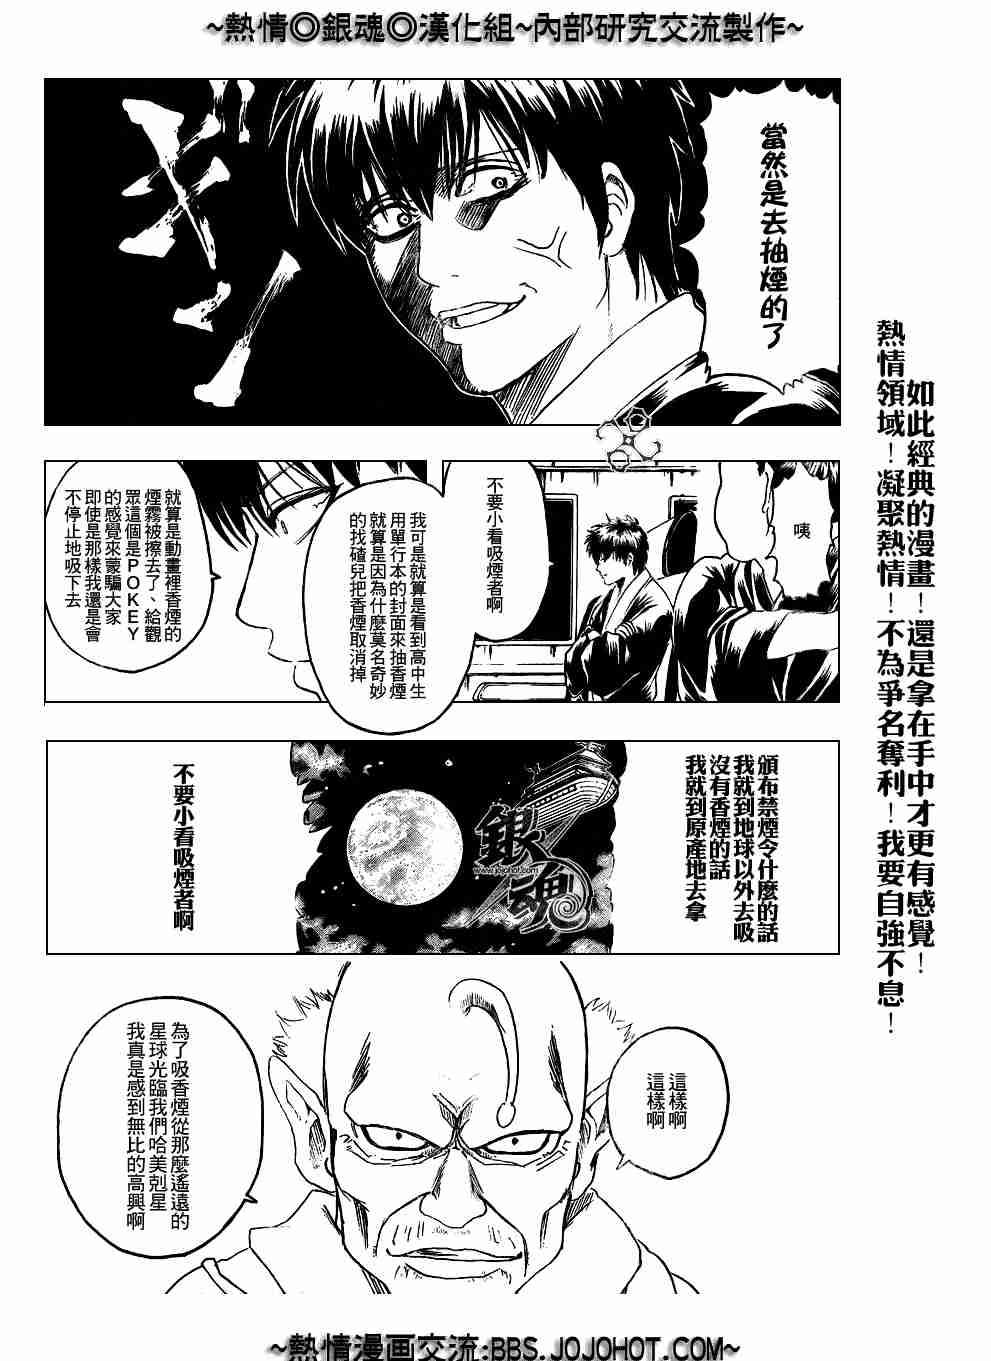 ~熱情◎銀魂◎漢化組~內部研究交流製作~
當然是去抽煙的了
咦
不要小看吸煙者啊
我可是就算是看到高中生
用單行本的封面來抽香煙
就算是因為什麼莫名奇妙
的找碴兒把香煙取消掉
就算是動畫裡香煙的
煙霧被擦去了、給觀
眾這個是POKEY
的感覺來蒙騙大家
即使是那樣我還是會
不停止地吸下去
頒布禁煙令什麼的話
我就到地球以外去吸
沒有香煙的話
我就到原產地去拿
銀魂
www.jojohot.com
不要小看吸煙者啊
這樣啊
這樣啊
為了吸香煙從那麼遙遠的
星球光臨我們哈美剋星
我真是感到無比的高興啊
如此經典的漫畫！還是拿在手中才更有感覺！
熱情領域！凝聚熱情！不為爭名奪利！我要自強不息！
~熱情漫画交流:BBS.JOJOHOT.COM~